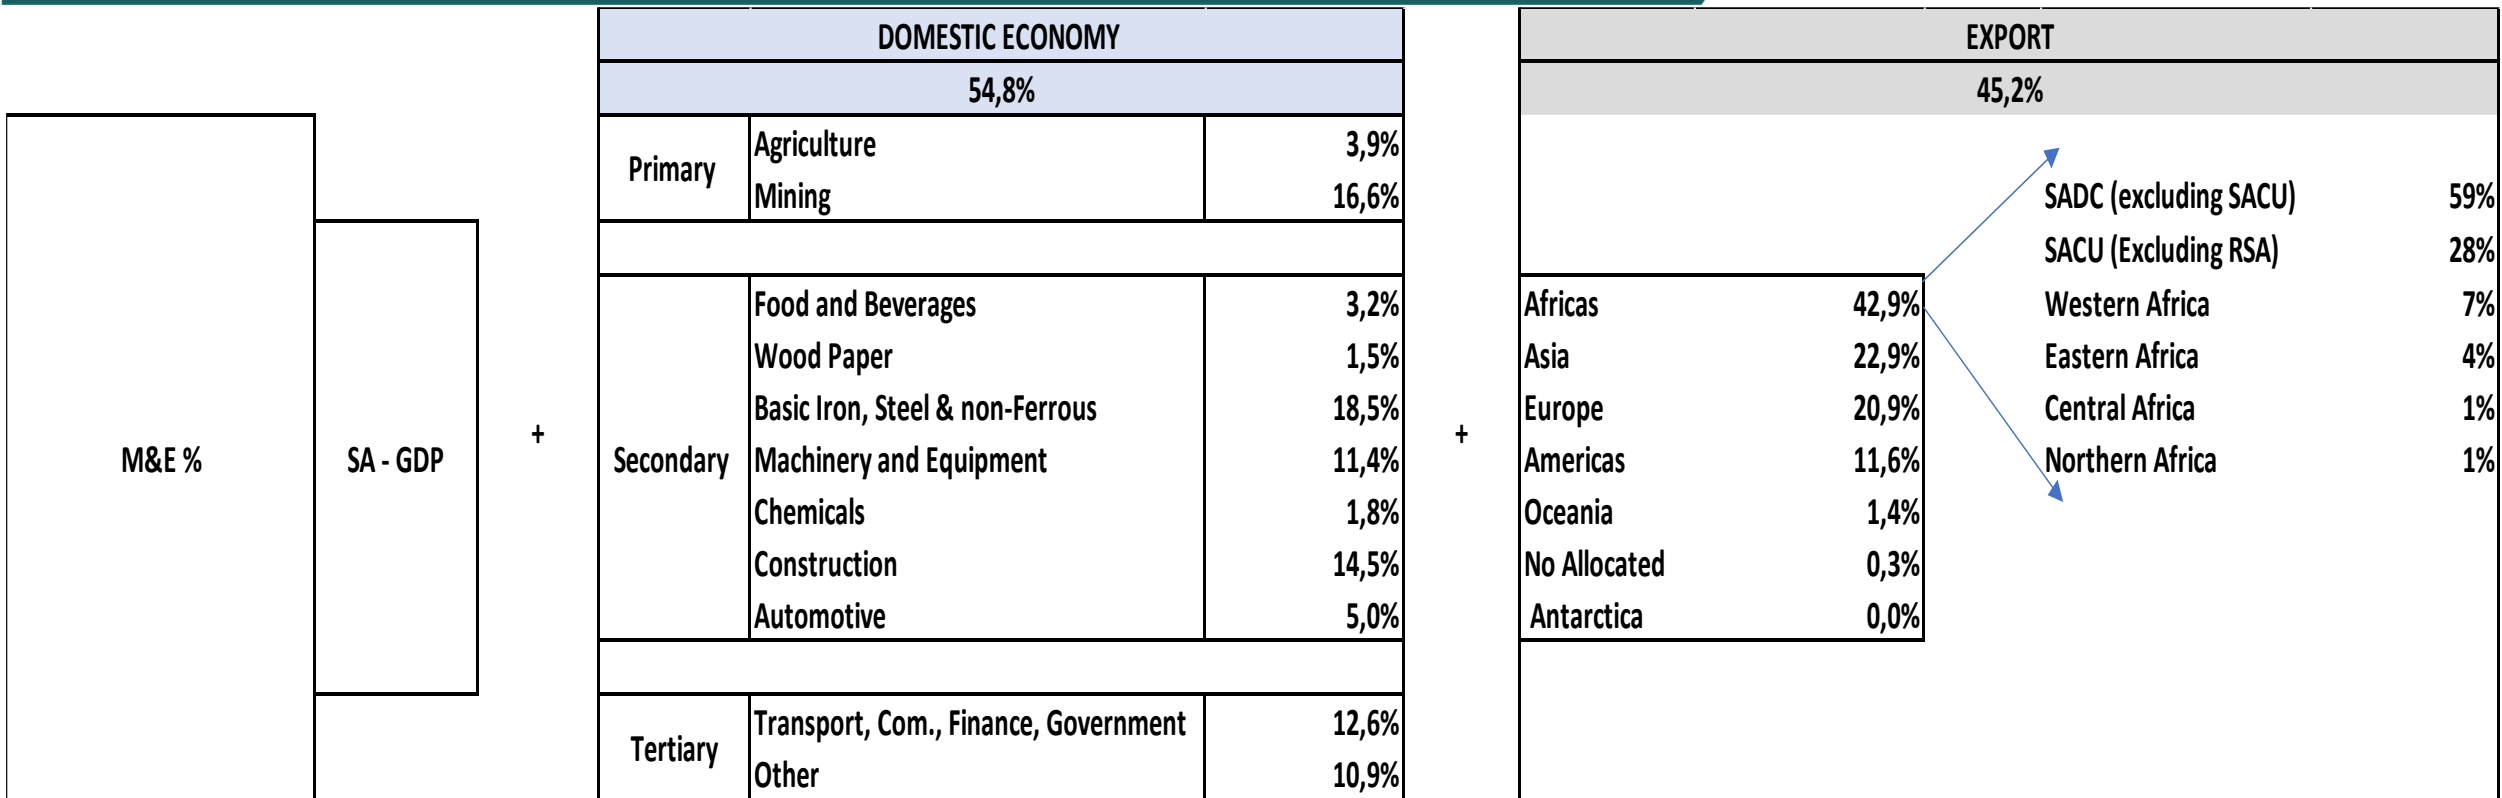 DOMESTIC ECONOMY
54,8%
EXPORT
45,2%
M&E %
SA - GDP
+
Primary
Agriculture 3,9%
Mining 16,6%
Secondary
Food and Beverages 3,2%
Wood Paper 1,5%
Basic Iron, Steel & non-Ferrous 18,5%
Machinery and Equipment 11,4%
Chemicals 1,8%
Construction 14,5%
Automotive 5,0%
Tertiary
Transport, Com., Finance, Government 12,6%
Other 10,9%
+
Africas 42,9%
Asia 22,9%
Europe 20,9%
Americas 11,6%
Oceania 1,4%
No Allocated 0,3%
Antarctica 0,0%
SADC (excluding SACU) 59%
SACU (Excluding RSA) 28%
Western Africa 7%
Eastern Africa 4%
Central Africa 1%
Northern Africa 1%